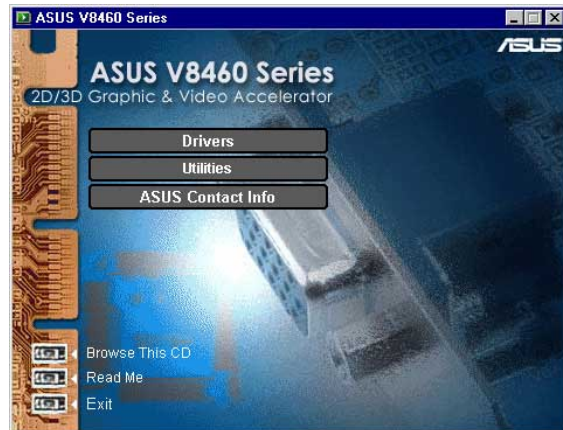 ASUS V8460 Series
ASUS
ASUS V8460 Series
2D/3D Graphic & Video Accelerator
Drivers
Utilities
ASUS Contact Info
Browse This CD
Read Me
Exit